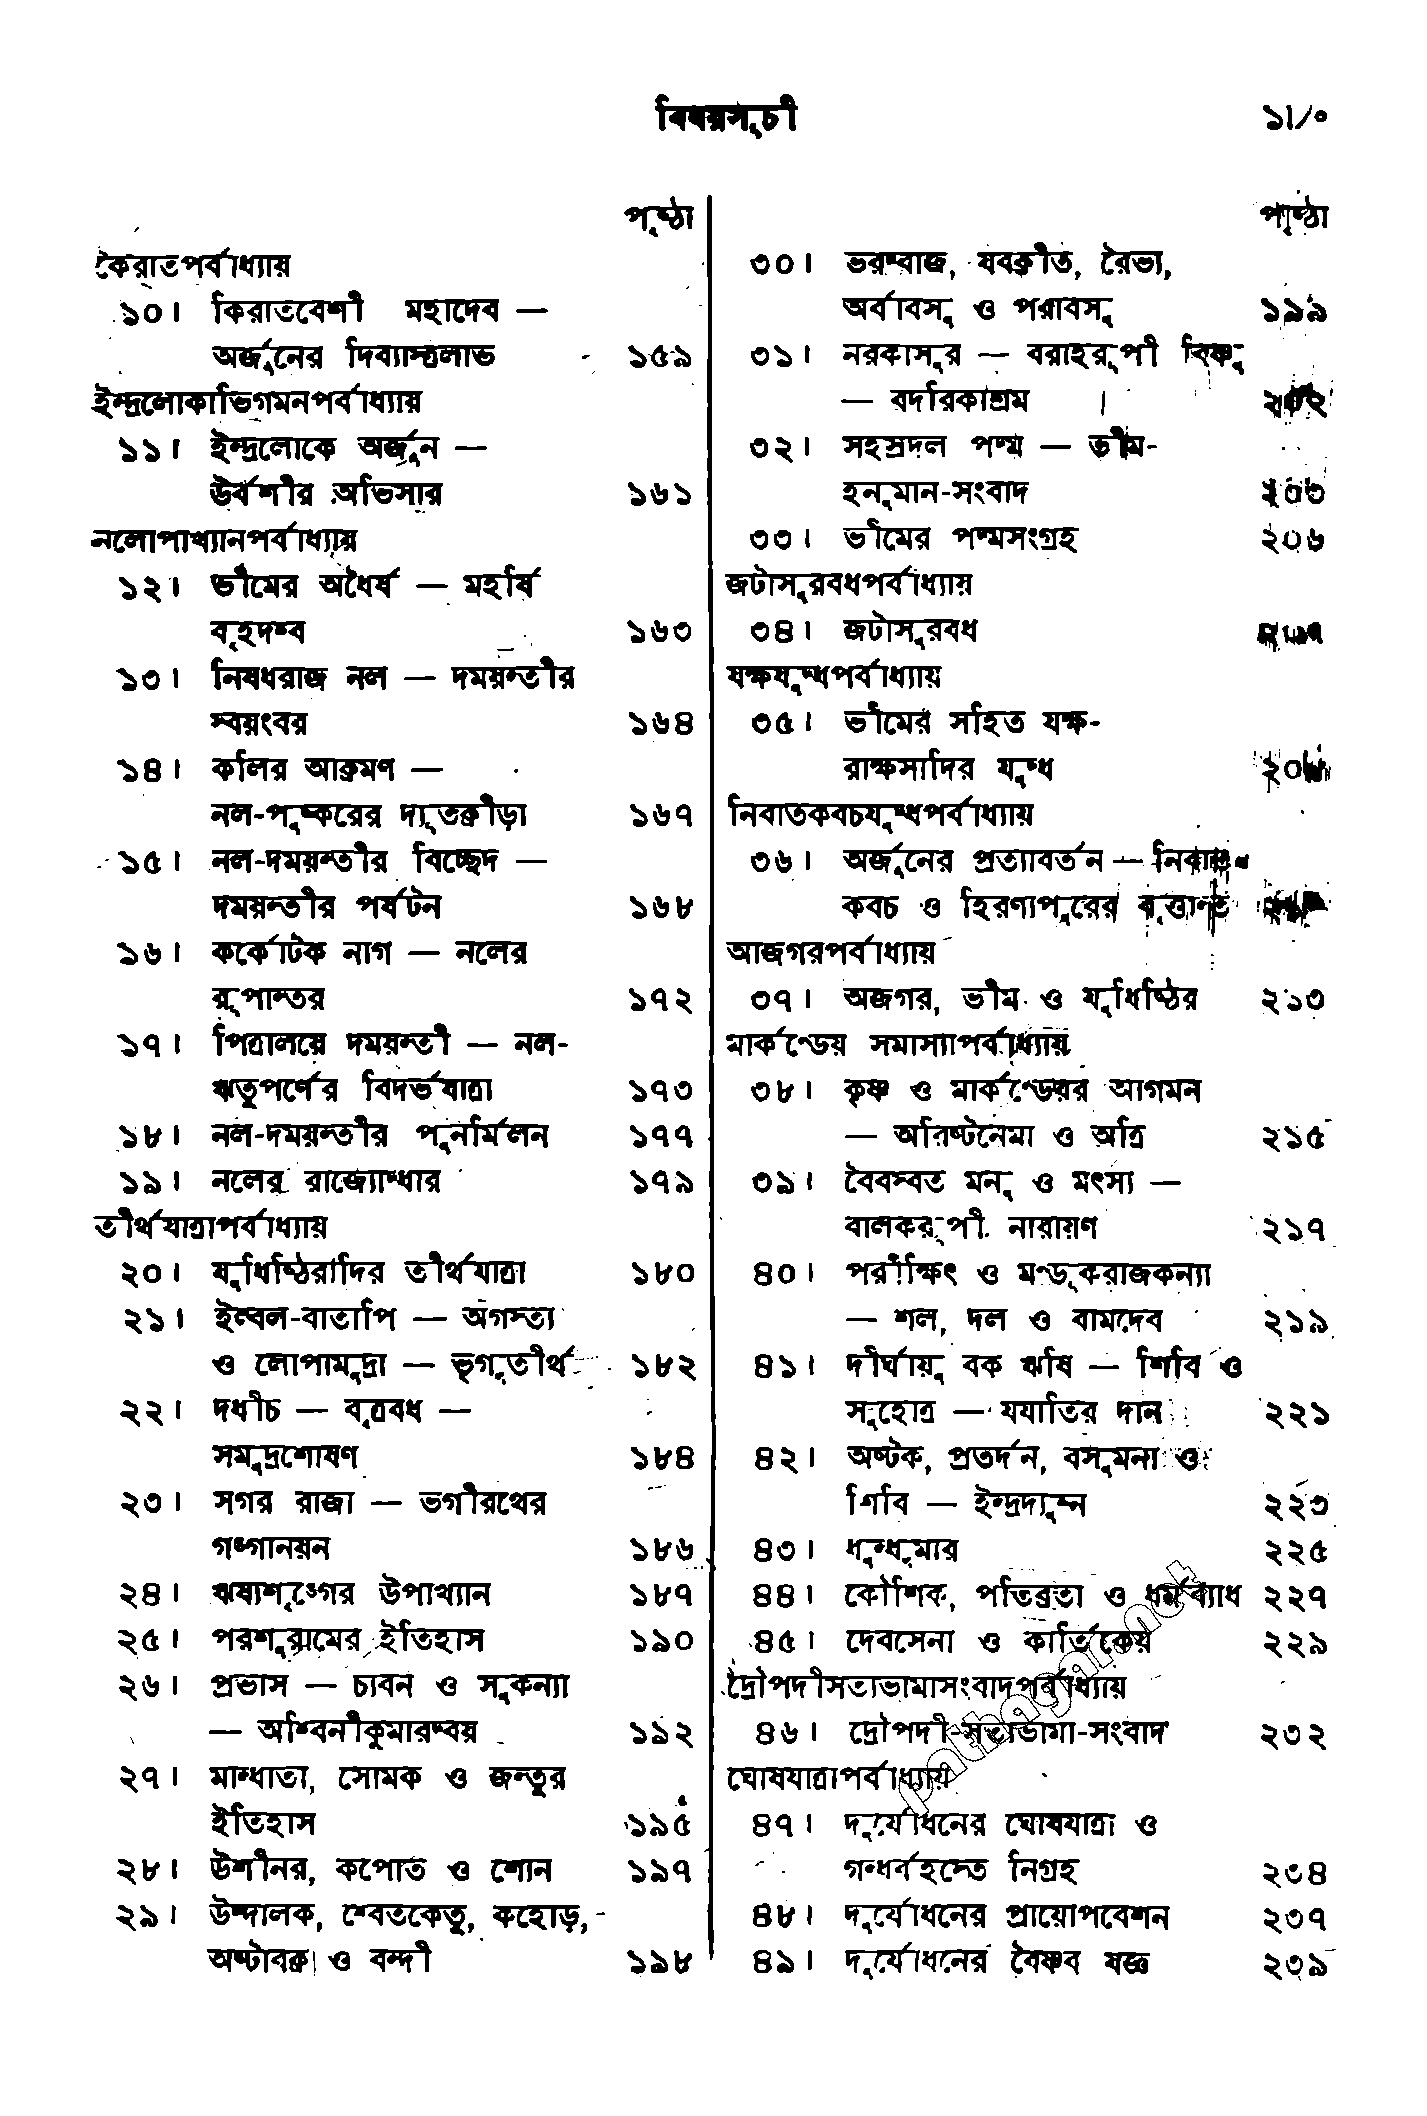 বিষয়সূচী ১৷৴০
পৃষ্ঠা
কৈরাতপর্বাধ্যায়
১০। কিরাতবেশী মহাদেব —
অর্জুনের দিব্যাস্ত্রলাভ ১৫৯
ইন্দ্রলোকাভিগমনপর্বাধ্যায়
১১। ইন্দ্রলোকে অর্জুন —
উর্বশীর অভিসার ১৬১
নলোপাখ্যানপর্বাধ্যায়
১২। ভীমের অধৈর্য — মহর্ষি
বৃহদশ্ব ১৬৩
১৩। নিষধরাজ নল — দময়ন্তীর
স্বয়ংবর ১৬৪
১৪। কলির আক্রমণ —
নল-পুষ্করের দ্যূতক্রীড়া ১৬৭
১৫। নল-দময়ন্তীর বিচ্ছেদ —
দময়ন্তীর পর্যটন ১৬৮
১৬। কর্কোটক নাগ — নলের
রূপান্তর ১৭২
১৭। পিত্রালয়ে দময়ন্তী — নল-
ঋতুপর্ণের বিদর্ভযাত্রা ১৭৩
১৮। নল-দময়ন্তীর পুনর্মিলন ১৭৭
১৯। নলের রাজ্যোদ্ধার ১৭৯
তীর্থযাত্রাপর্বাধ্যায়
২০। যুধিষ্ঠিরাদির তীর্থযাত্রা ১৮০
২১। ইল্বল-বাতাপি — অগস্ত্য
ও লোপামুদ্রা — ভৃগুতীর্থ ১৮২
২২। দধীচ — বৃত্রবধ —
সমুদ্রশোষণ ১৮৪
২৩। সগর রাজা — ভগীরথের
গঙ্গানয়ন ১৮৬
২৪। ঋষ্যশৃঙ্গের উপাখ্যান ১৮৭
২৫। পরশুরামের ইতিহাস ১৯০
২৬। প্রভাস — চ্যবন ও সুকন্যা
— অশ্বিনীকুমারদ্বয় ১৯২
২৭। মান্ধাতা, সোমক ও জন্তুর
ইতিহাস ১৯৫
২৮। উশীনর, কপোত ও শ্যেন ১৯৭
২৯। উদ্দালক, শ্বেতকেতু, কহোড়,
অষ্টাবক্র ও বন্দী ১৯৮
পৃষ্ঠা
৩০। ভরদ্বাজ, যবক্রীত, রৈভ্য,
অর্বাবসু ও পরাবসু ১৯৯
৩১। নরকাসুর — বরাহরূপী বিষ্ণু
— বদরিকাশ্রম ২০২
৩২। সহস্রদল পদ্ম — ভীম-
হনুমান-সংবাদ ২০৩
৩৩। ভীমের পদ্মসংগ্রহ ২০৬
জটাসুরবধপর্বাধ্যায়
৩৪। জটাসুরবধ
যক্ষযুদ্ধপর্বাধ্যায়
৩৫। ভীমের সহিত যক্ষ-
রাক্ষসাদির যুদ্ধ
নিবাতকবচযুদ্ধপর্বাধ্যায়
৩৬। অর্জুনের প্রত্যাবর্তন — নিবাত-
কবচ ও হিরণ্যপুরের বৃত্তান্ত
আজগরপর্বাধ্যায়
৩৭। অজগর, ভীম ও যুধিষ্ঠির ২১৩
মার্কণ্ডেয় সমাস্যাপর্বাধ্যায়
৩৮। কৃষ্ণ ও মার্কণ্ডেয়র আগমন
— অরিষ্টনেমা ও অত্রি ২১৫
৩৯। বৈবস্বত মনু ও মৎস্য —
বালকরূপী নারায়ণ ২১৭
৪০। পরীক্ষিৎ ও মণ্ডূকরাজকন্যা
— শল, দল ও বামদেব ২১৯
৪১। দীর্ঘায়ু বক ঋষি — শিবি ও
সুহোত্র — যযাতির দান ২২১
৪২। অষ্টক, প্রতর্দন, বসুমনা ও
শিবি — ইন্দ্রদ্যুম্ন ২২৩
৪৩। ধুন্ধুমার ২২৫
৪৪। কৌশিক, পতিব্রতা ও ধর্মব্যাধ ২২৭
৪৫। দেবসেনা ও কার্তিকেয় ২২৯
দ্রৌপদীসত্যভামাসংবাদপর্বাধ্যায়
৪৬। দ্রৌপদী-সত্যভামা-সংবাদ ২৩২
ঘোষযাত্রাপর্বাধ্যায়
৪৭। দুর্যোধনের ঘোষযাত্রা ও
গন্ধর্বহস্তে নিগ্রহ ২৩৪
৪৮। দুর্যোধনের প্রায়োপবেশন ২৩৭
৪৯। দুর্যোধনের বৈষ্ণব যজ্ঞ ২৩৯
pathagar.net